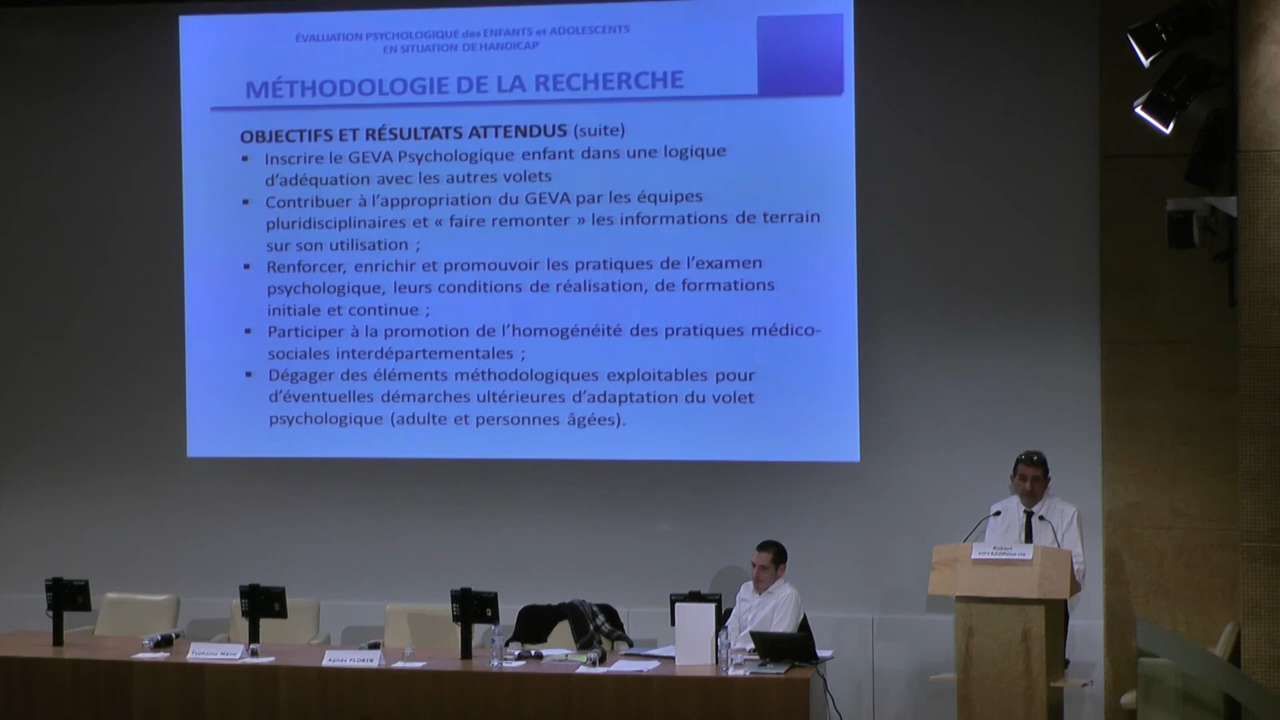 ÉVALUATION PSYCHOLOGIQUE des ENFANTS et ADOLESCENTS
EN SITUATION DE HANDICAP
MÉTHODOLOGIE DE LA RECHERCHE
OBJECTIFS ET RÉSULTATS ATTENDUS (suite)
▪ Inscrire le GEVA Psychologique enfant dans une logique
d’adéquation avec les autres volets
▪ Contribuer à l’appropriation du GEVA par les équipes
pluridisciplinaires et « faire remonter » les informations de terrain
sur son utilisation ;
▪ Renforcer, enrichir et promouvoir les pratiques de l’examen
psychologique, leurs conditions de réalisation, de formations
initiale et continue ;
▪ Participer à la promotion de l’homogénéité des pratiques médico-
sociales interdépartementales ;
▪ Dégager des éléments méthodologiques exploitables pour
d’éventuelles démarches ultérieures d’adaptation du volet
psychologique (adulte et personnes âgées).
Robert
Agnès FLORIN